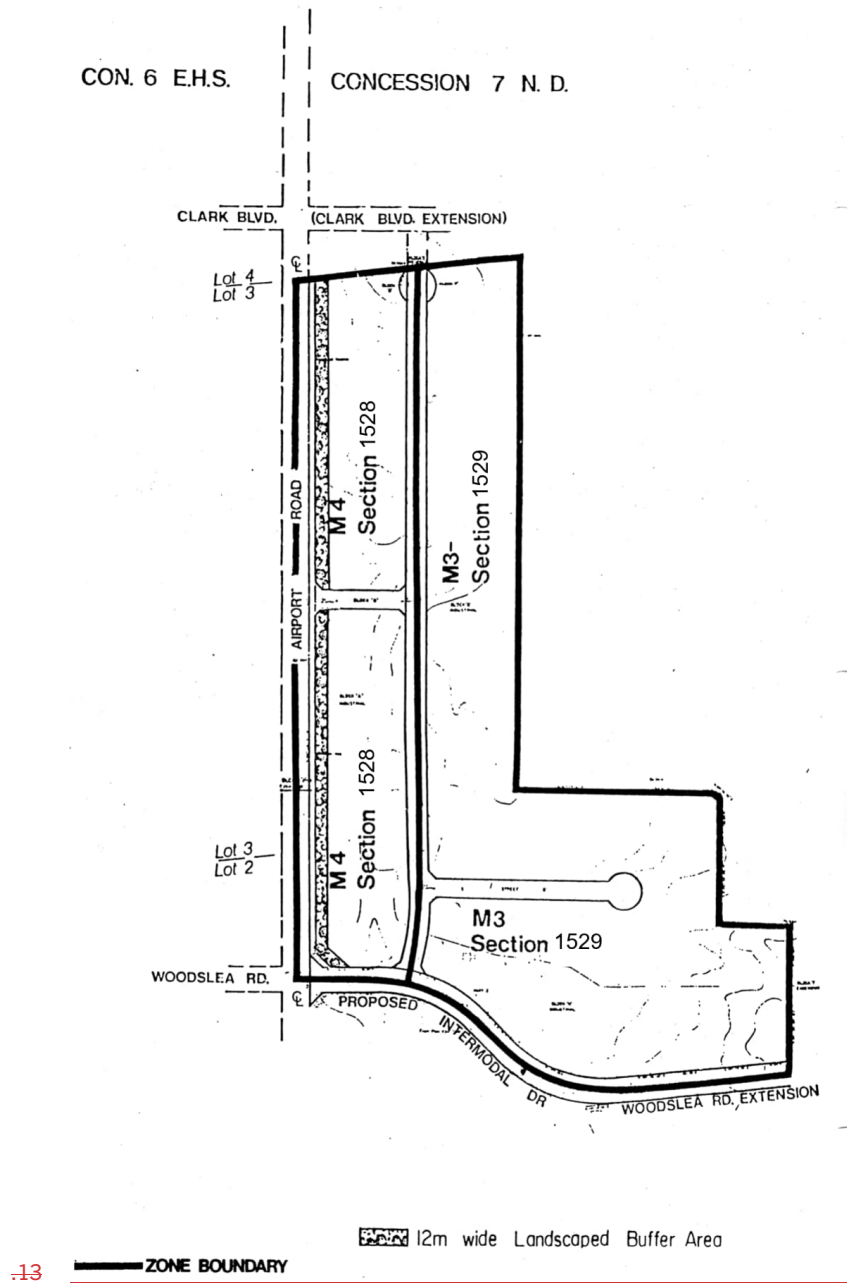 CON. 6 E.H.S.
CONCESSION 7 N. D.
CLARK BLVD.
(CLARK BLVD. EXTENSION)
Lot 4
Lot 3
M4
Section 1528
M3-
Section 1529
AIRPORT ROAD
M4
Section 1528
Lot 3
Lot 2
M3
Section 1529
WOODSLEA RD.
PROPOSED
INTERMODAL DR
WOODSLEA RD. EXTENSION
12m wide Landscaped Buffer Area
.13
ZONE BOUNDARY